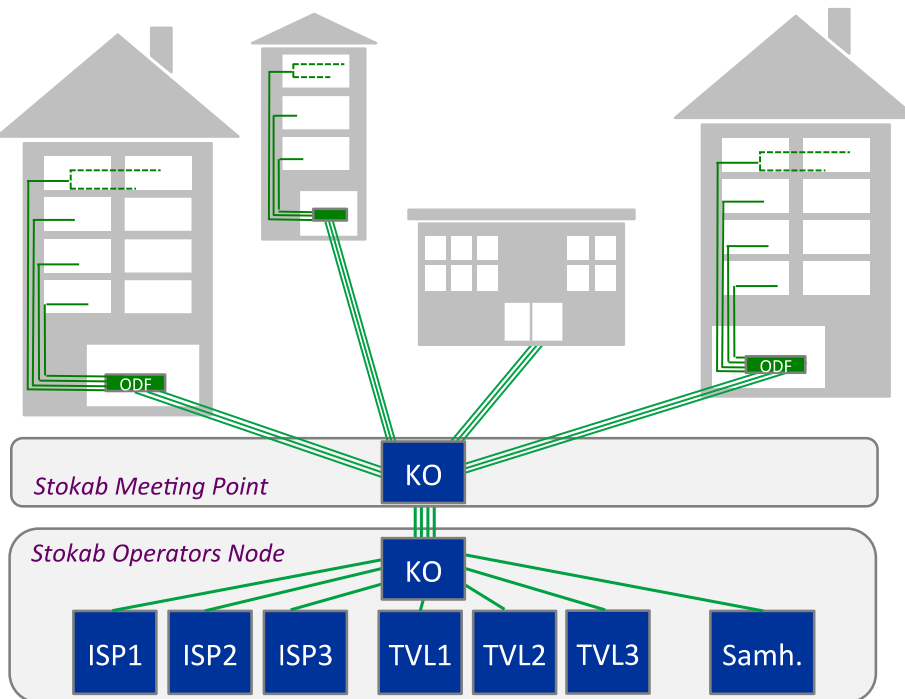 ODF
ODF
KO
Stokab Meeting Point
Stokab Operators Node
KO
ISP1
ISP2
ISP3
TVL1
TVL2
TVL3
Samh.